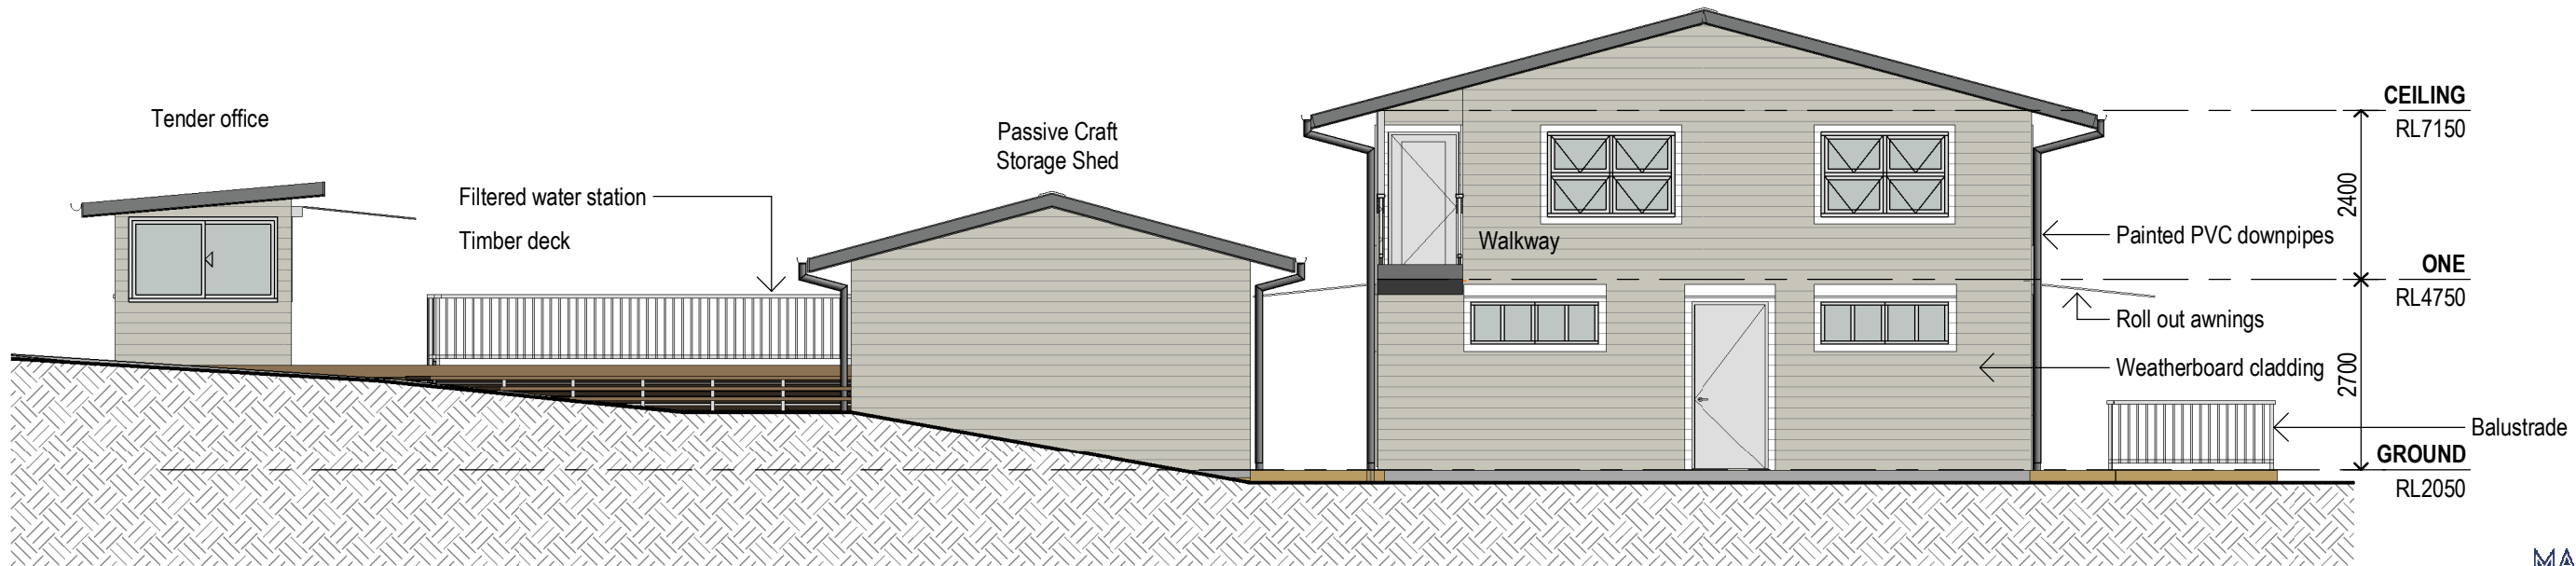 Tender office
Filtered water station
Timber deck
Passive Craft
Storage Shed
Walkway
CEILING
RL7150
2400
Painted PVC downpipes
ONE
RL4750
Roll out awnings
Weatherboard cladding
2700
Balustrade
GROUND
RL2050
MA